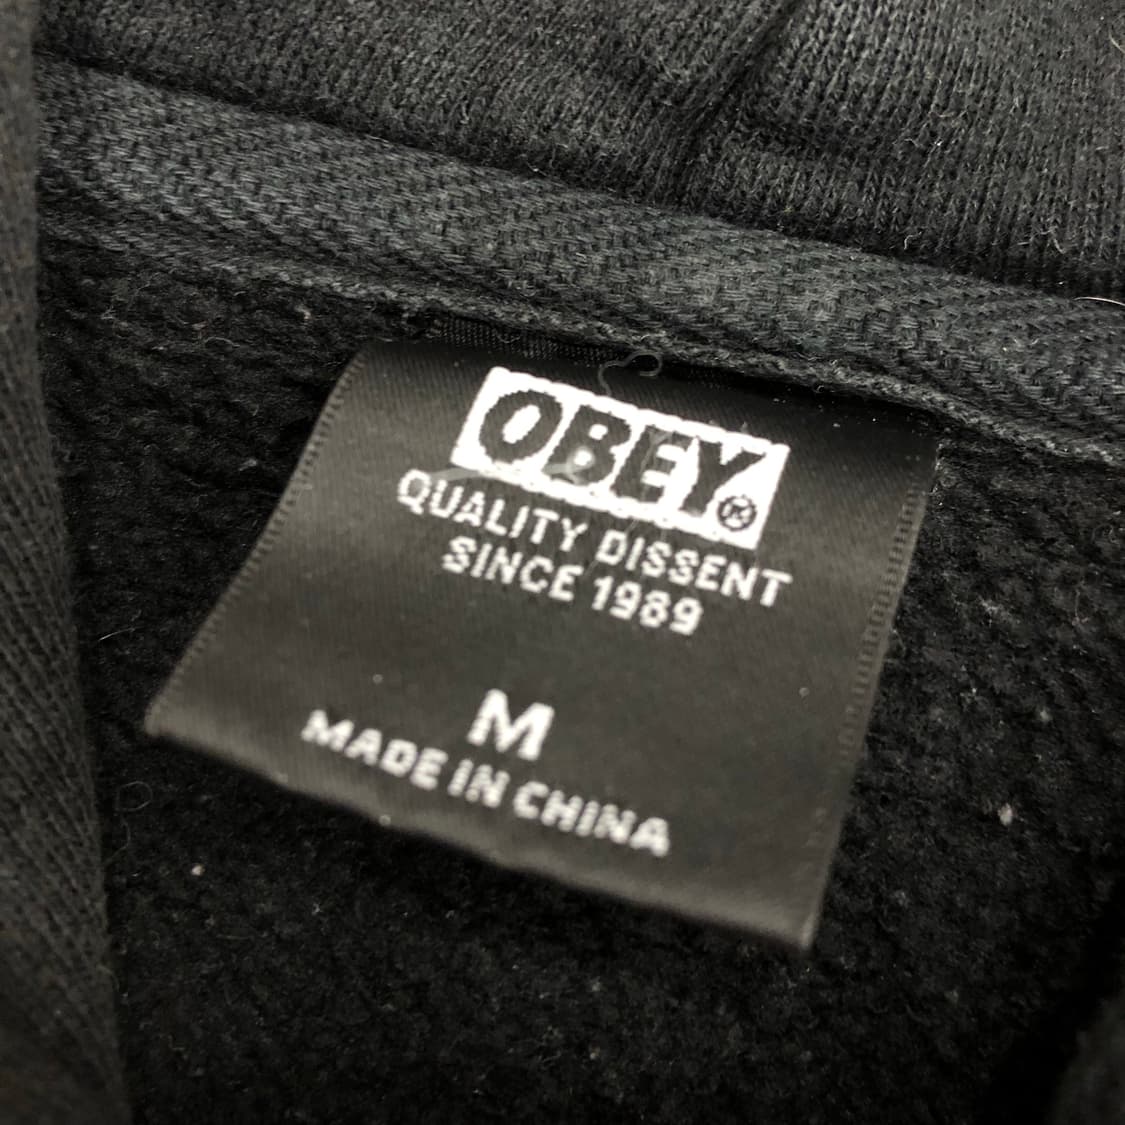 OBEY®
QUALITY DISSENT
SINCE 1989
M
MADE IN CHINA